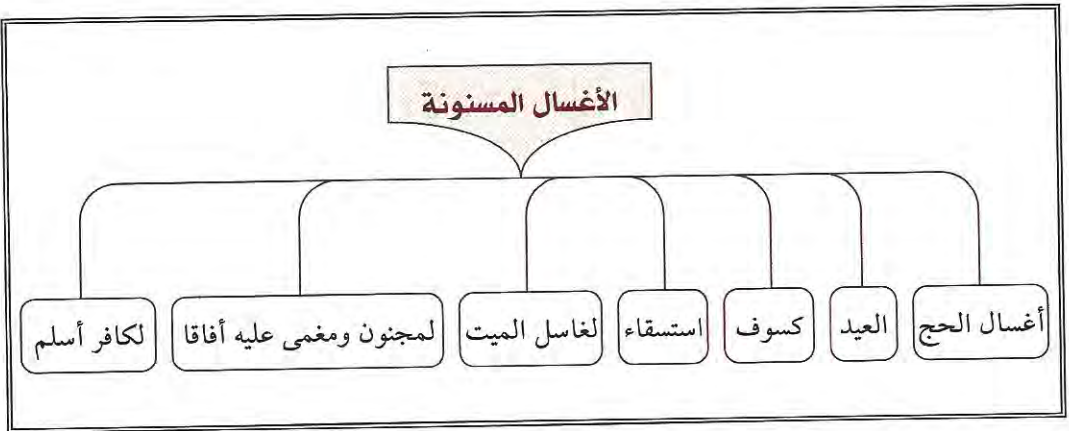 الأغسال المسنونة
أغسال الحج
العيد
كسوف
استسقاء
لغاسل الميت
لمجنون ومغمى عليه أفاقا
لكافر أسلم